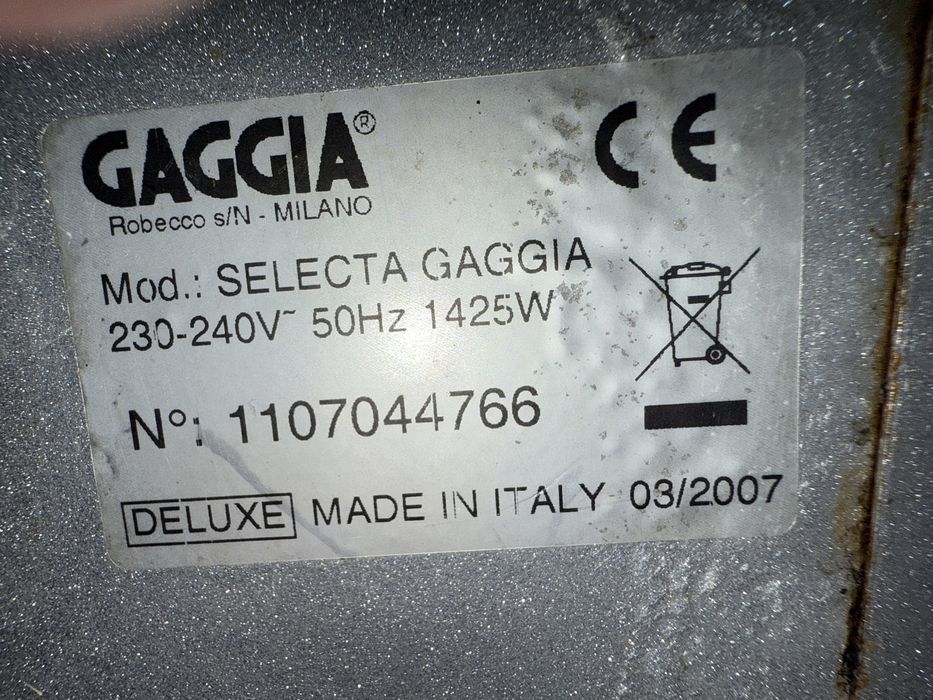 GAGGIA®
CE
Robecco s/N - MILANO
Mod.: SELECTA GAGGIA
230-240V~ 50Hz 1425W
N°: 1107044766
DELUXE MADE IN ITALY 03/2007